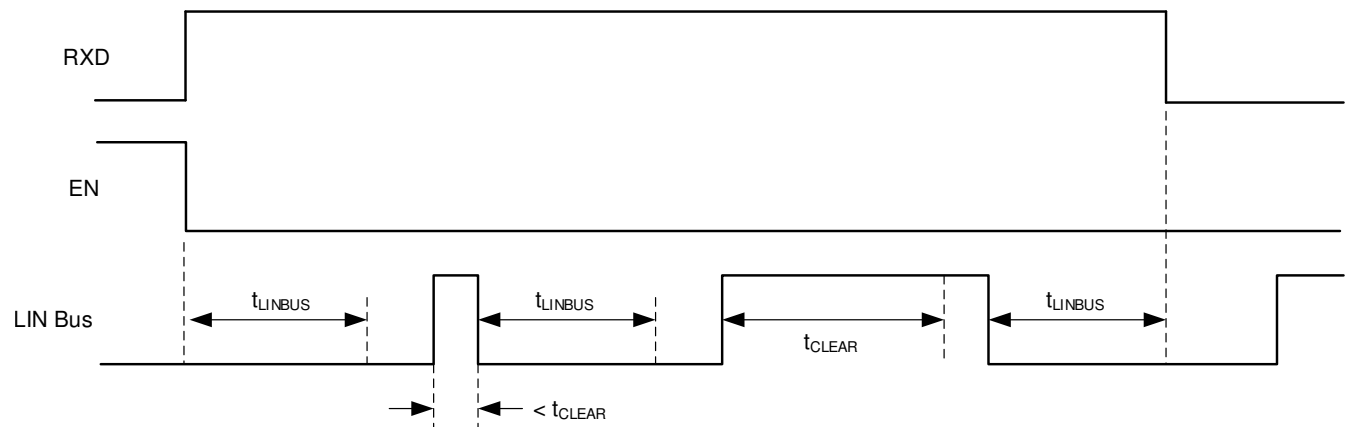 RXD
EN
LIN Bus
tLINBUS
tLINBUS
tCLEAR
tLINBUS
< tCLEAR